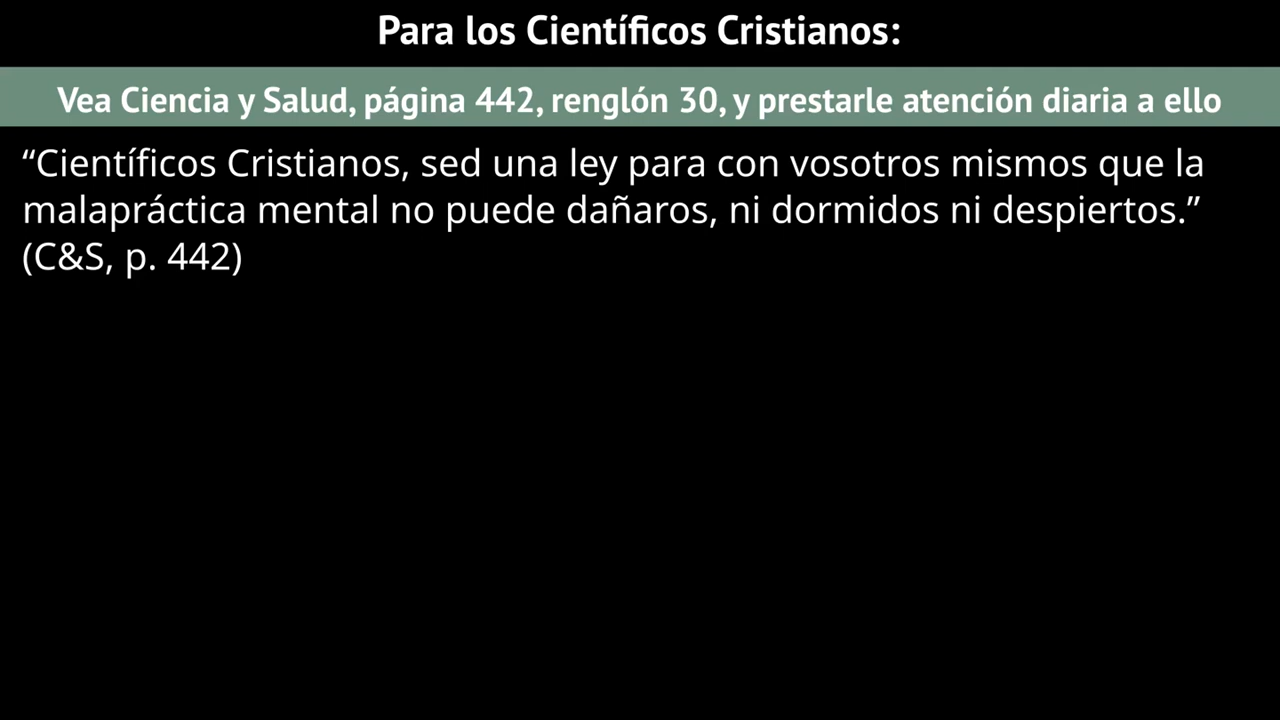 Para los Científicos Cristianos:
Vea Ciencia y Salud, página 442, renglón 30, y prestarle atención diaria a ello
“Científicos Cristianos, sed una ley para con vosotros mismos que la
malapráctica mental no puede dañaros, ni dormidos ni despiertos.”
(C&S, p. 442)